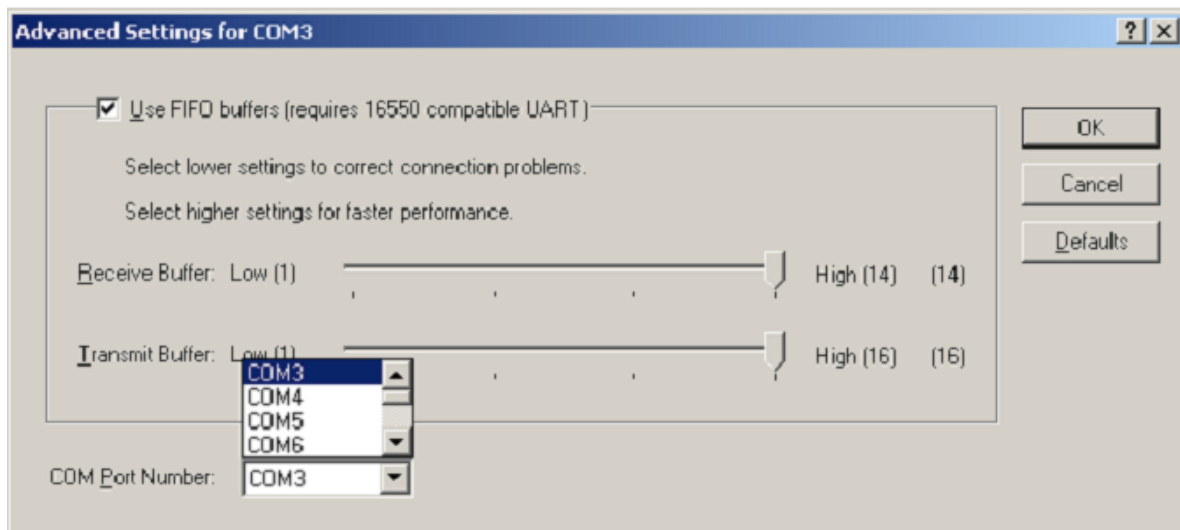 Advanced Settings for COM3
Use FIFO buffers (requires 16550 compatible UART)
OK
Select lower settings to correct connection problems.
Cancel
Select higher settings for faster performance.
Defaults
Receive Buffer: Low (1) High (14) (14)
Transmit Buffer: Low (1) High (16) (16)
COM3
COM4
COM5
COM6
COM Port Number: COM3